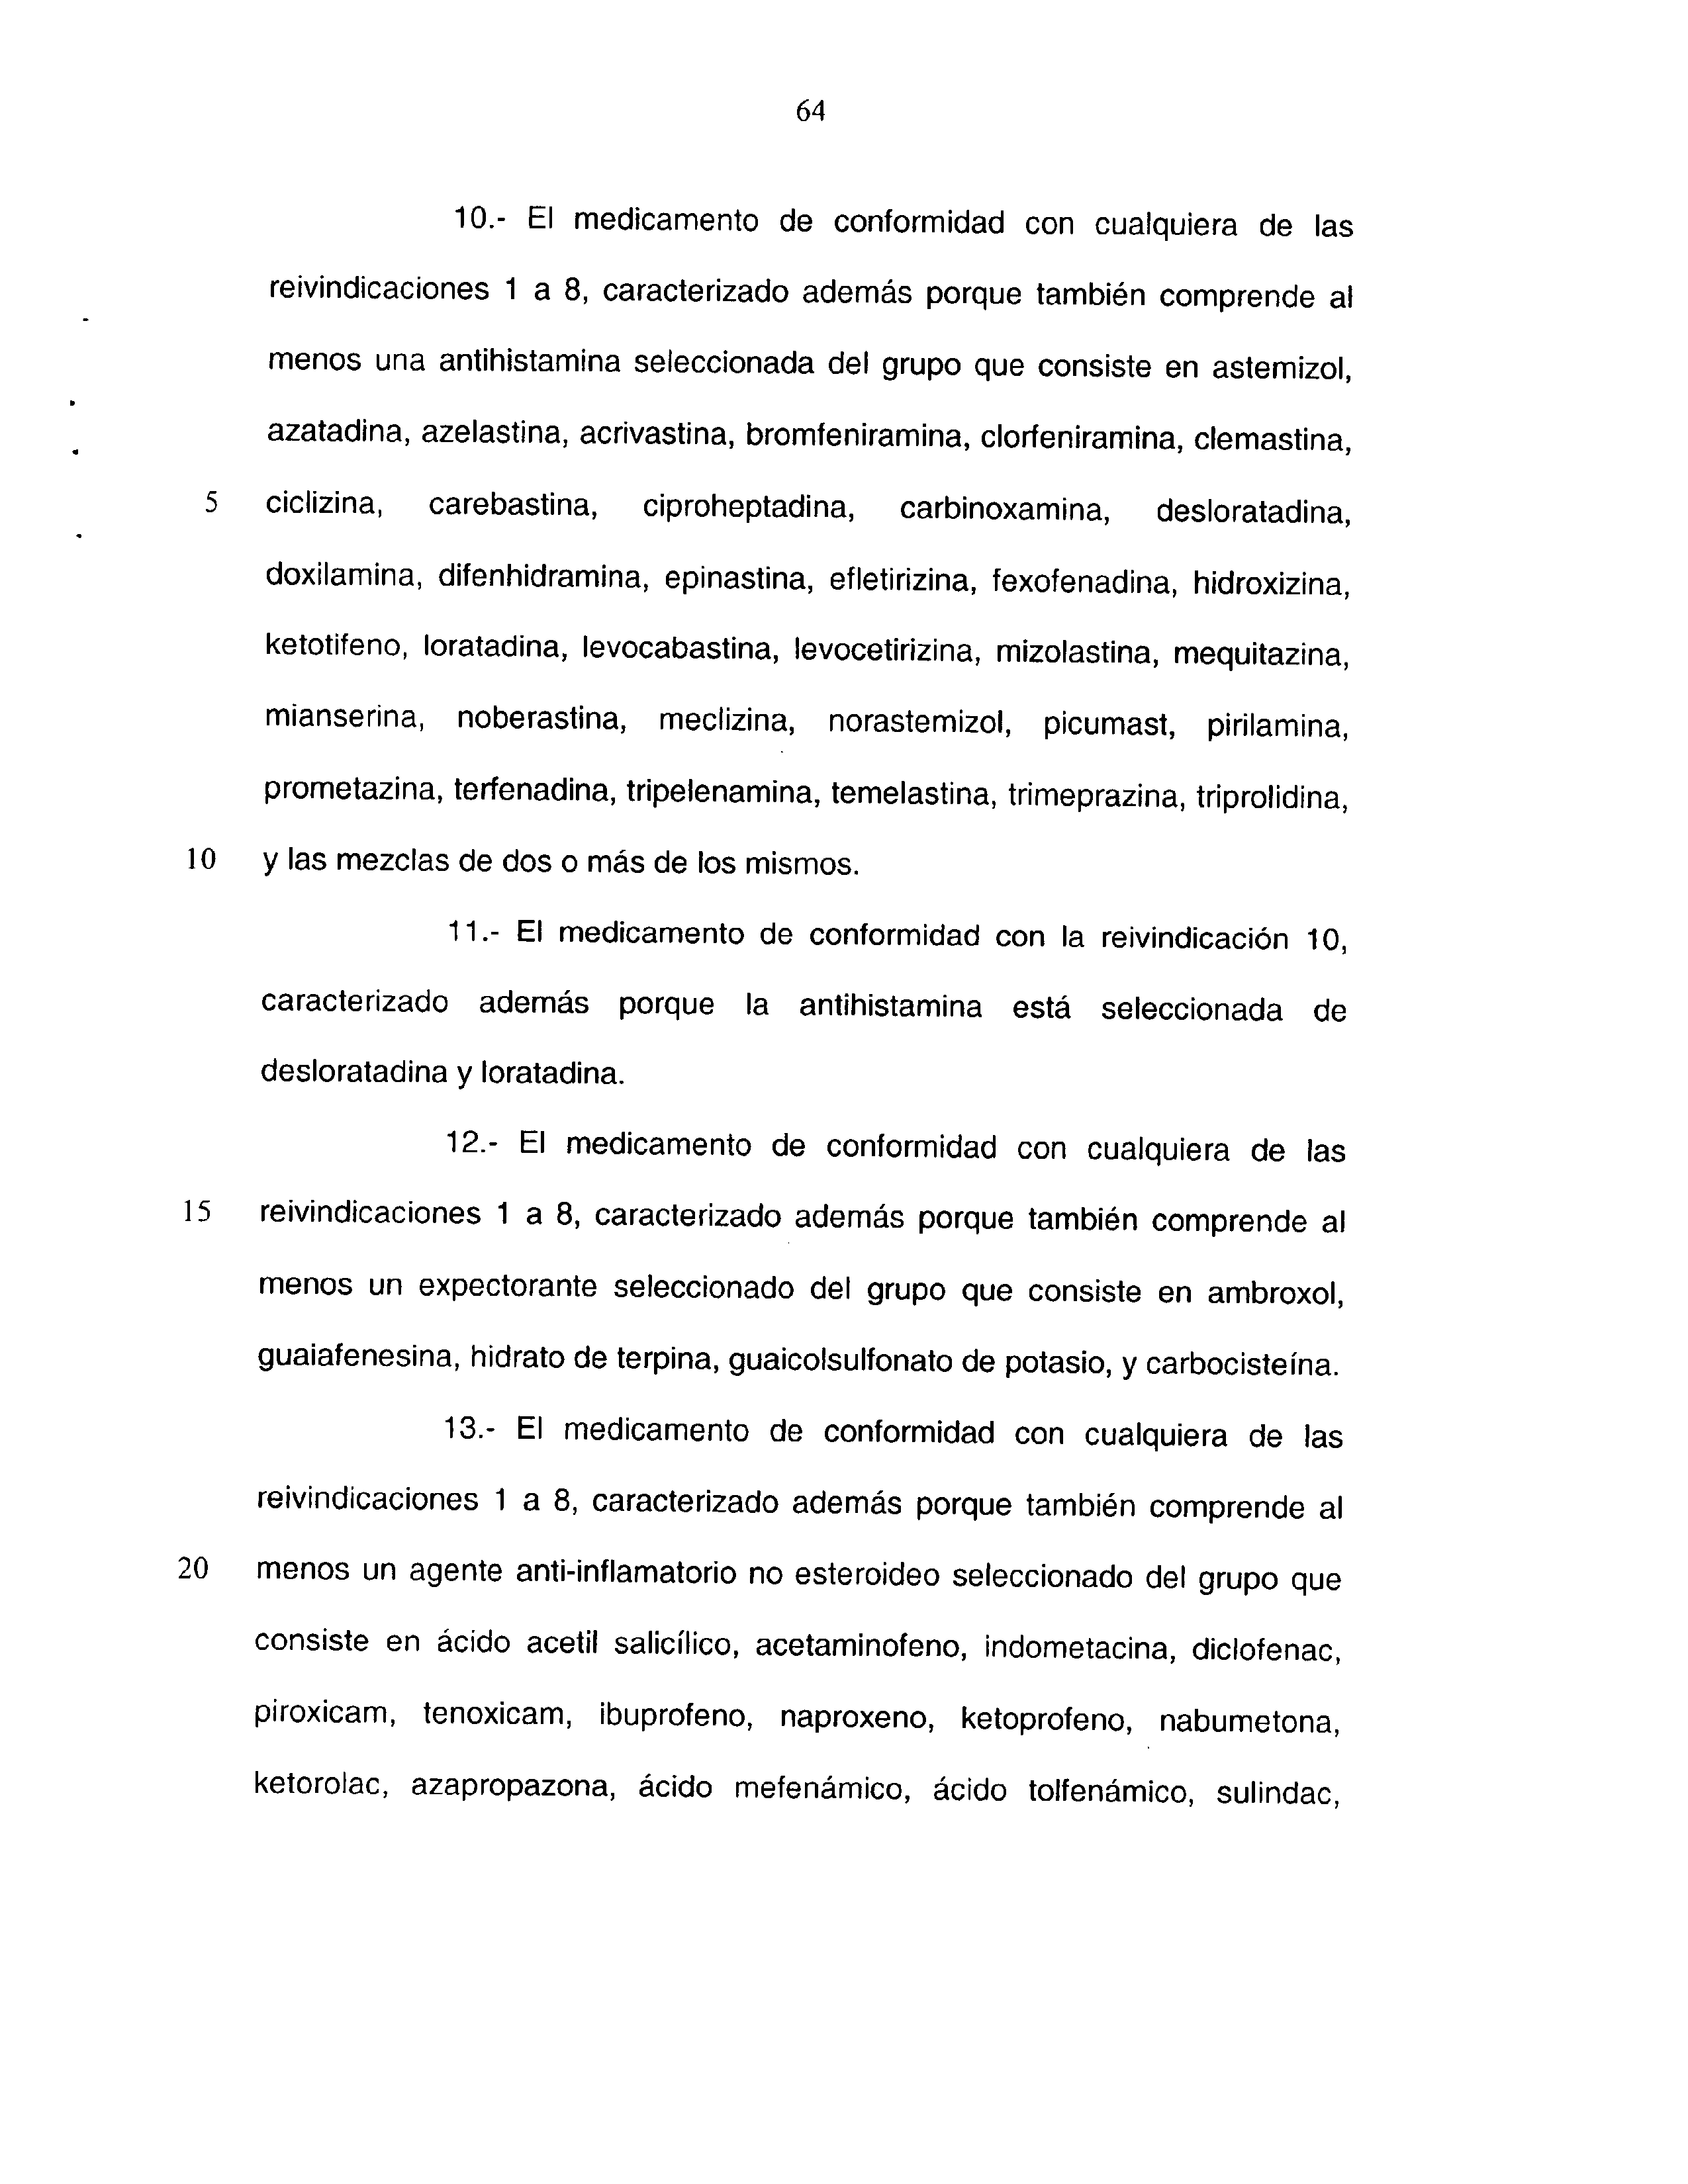 64
10.- El medicamento de conformidad con cualquiera de las
reivindicaciones 1 a 8, caracterizado además porque también comprende al
menos una antihistamina seleccionada del grupo que consiste en astemizol,
azatadina, azelastina, acrivastina, bromfeniramina, clorfeniramina, clemastina,
5 ciclizina, carebastina, ciproheptadina, carbinoxamina, desloratadina,
doxilamina, difenhidramina, epinastina, efletirizina, fexofenadina, hidroxizina,
ketotifeno, loratadina, levocabastina, levocetirizina, mizolastina, mequitazina,
mianserina, noberastina, meclizina, norastemizol, picumast, pirilamina,
prometazina, terfenadina, tripelenamina, temelastina, trimeprazina, triprolidina,
10 y las mezclas de dos o más de los mismos.
11.- El medicamento de conformidad con la reivindicación 10,
caracterizado además porque la antihistamina está seleccionada de
desloratadina y loratadina.
12.- El medicamento de conformidad con cualquiera de las
15 reivindicaciones 1 a 8, caracterizado además porque también comprende al
menos un expectorante seleccionado del grupo que consiste en ambroxol,
guaiafenesina, hidrato de terpina, guaicolsulfonato de potasio, y carbocisteína.
13.- El medicamento de conformidad con cualquiera de las
reivindicaciones 1 a 8, caracterizado además porque también comprende al
20 menos un agente anti-inflamatorio no esteroideo seleccionado del grupo que
consiste en ácido acetil salicílico, acetaminofeno, indometacina, diclofenac,
piroxicam, tenoxicam, ibuprofeno, naproxeno, ketoprofeno, nabumetona,
ketorolac, azapropazona, ácido mefenámico, ácido tolfenámico, sulindac,